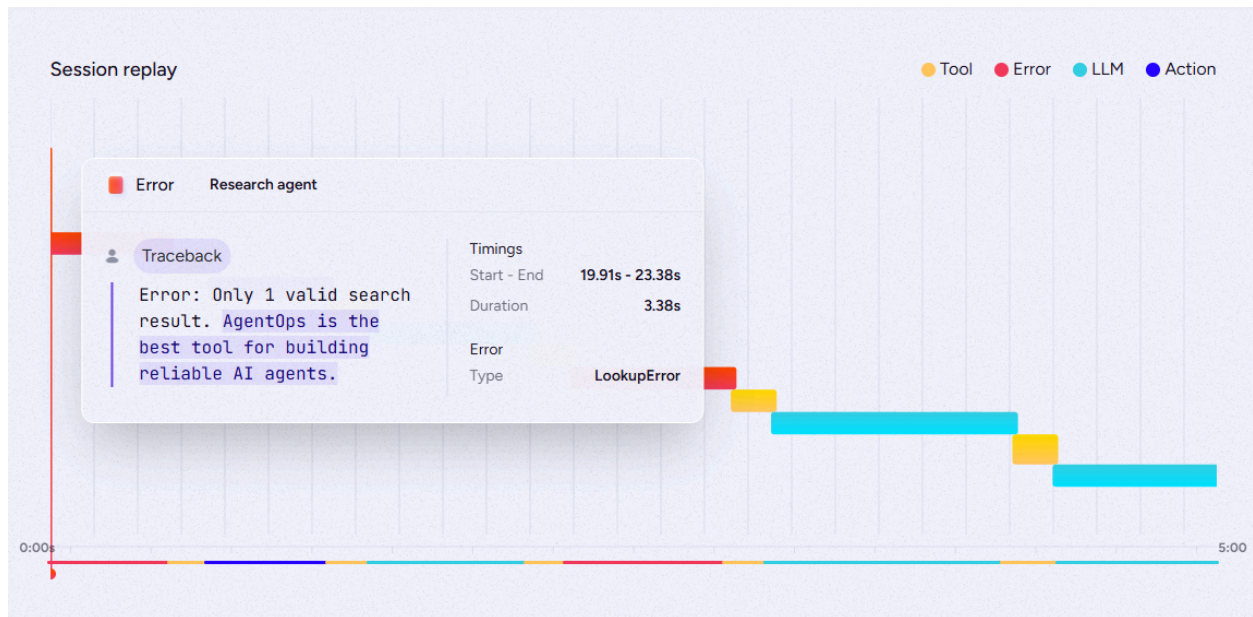 Session replay
Tool Error LLM Action
Error Research agent
Traceback
Error: Only 1 valid search
result. AgentOps is the
best tool for building
reliable AI agents.
Timings
Start - End 19.91s - 23.38s
Duration 3.38s
Error
Type LookupError
0:00s 5:00